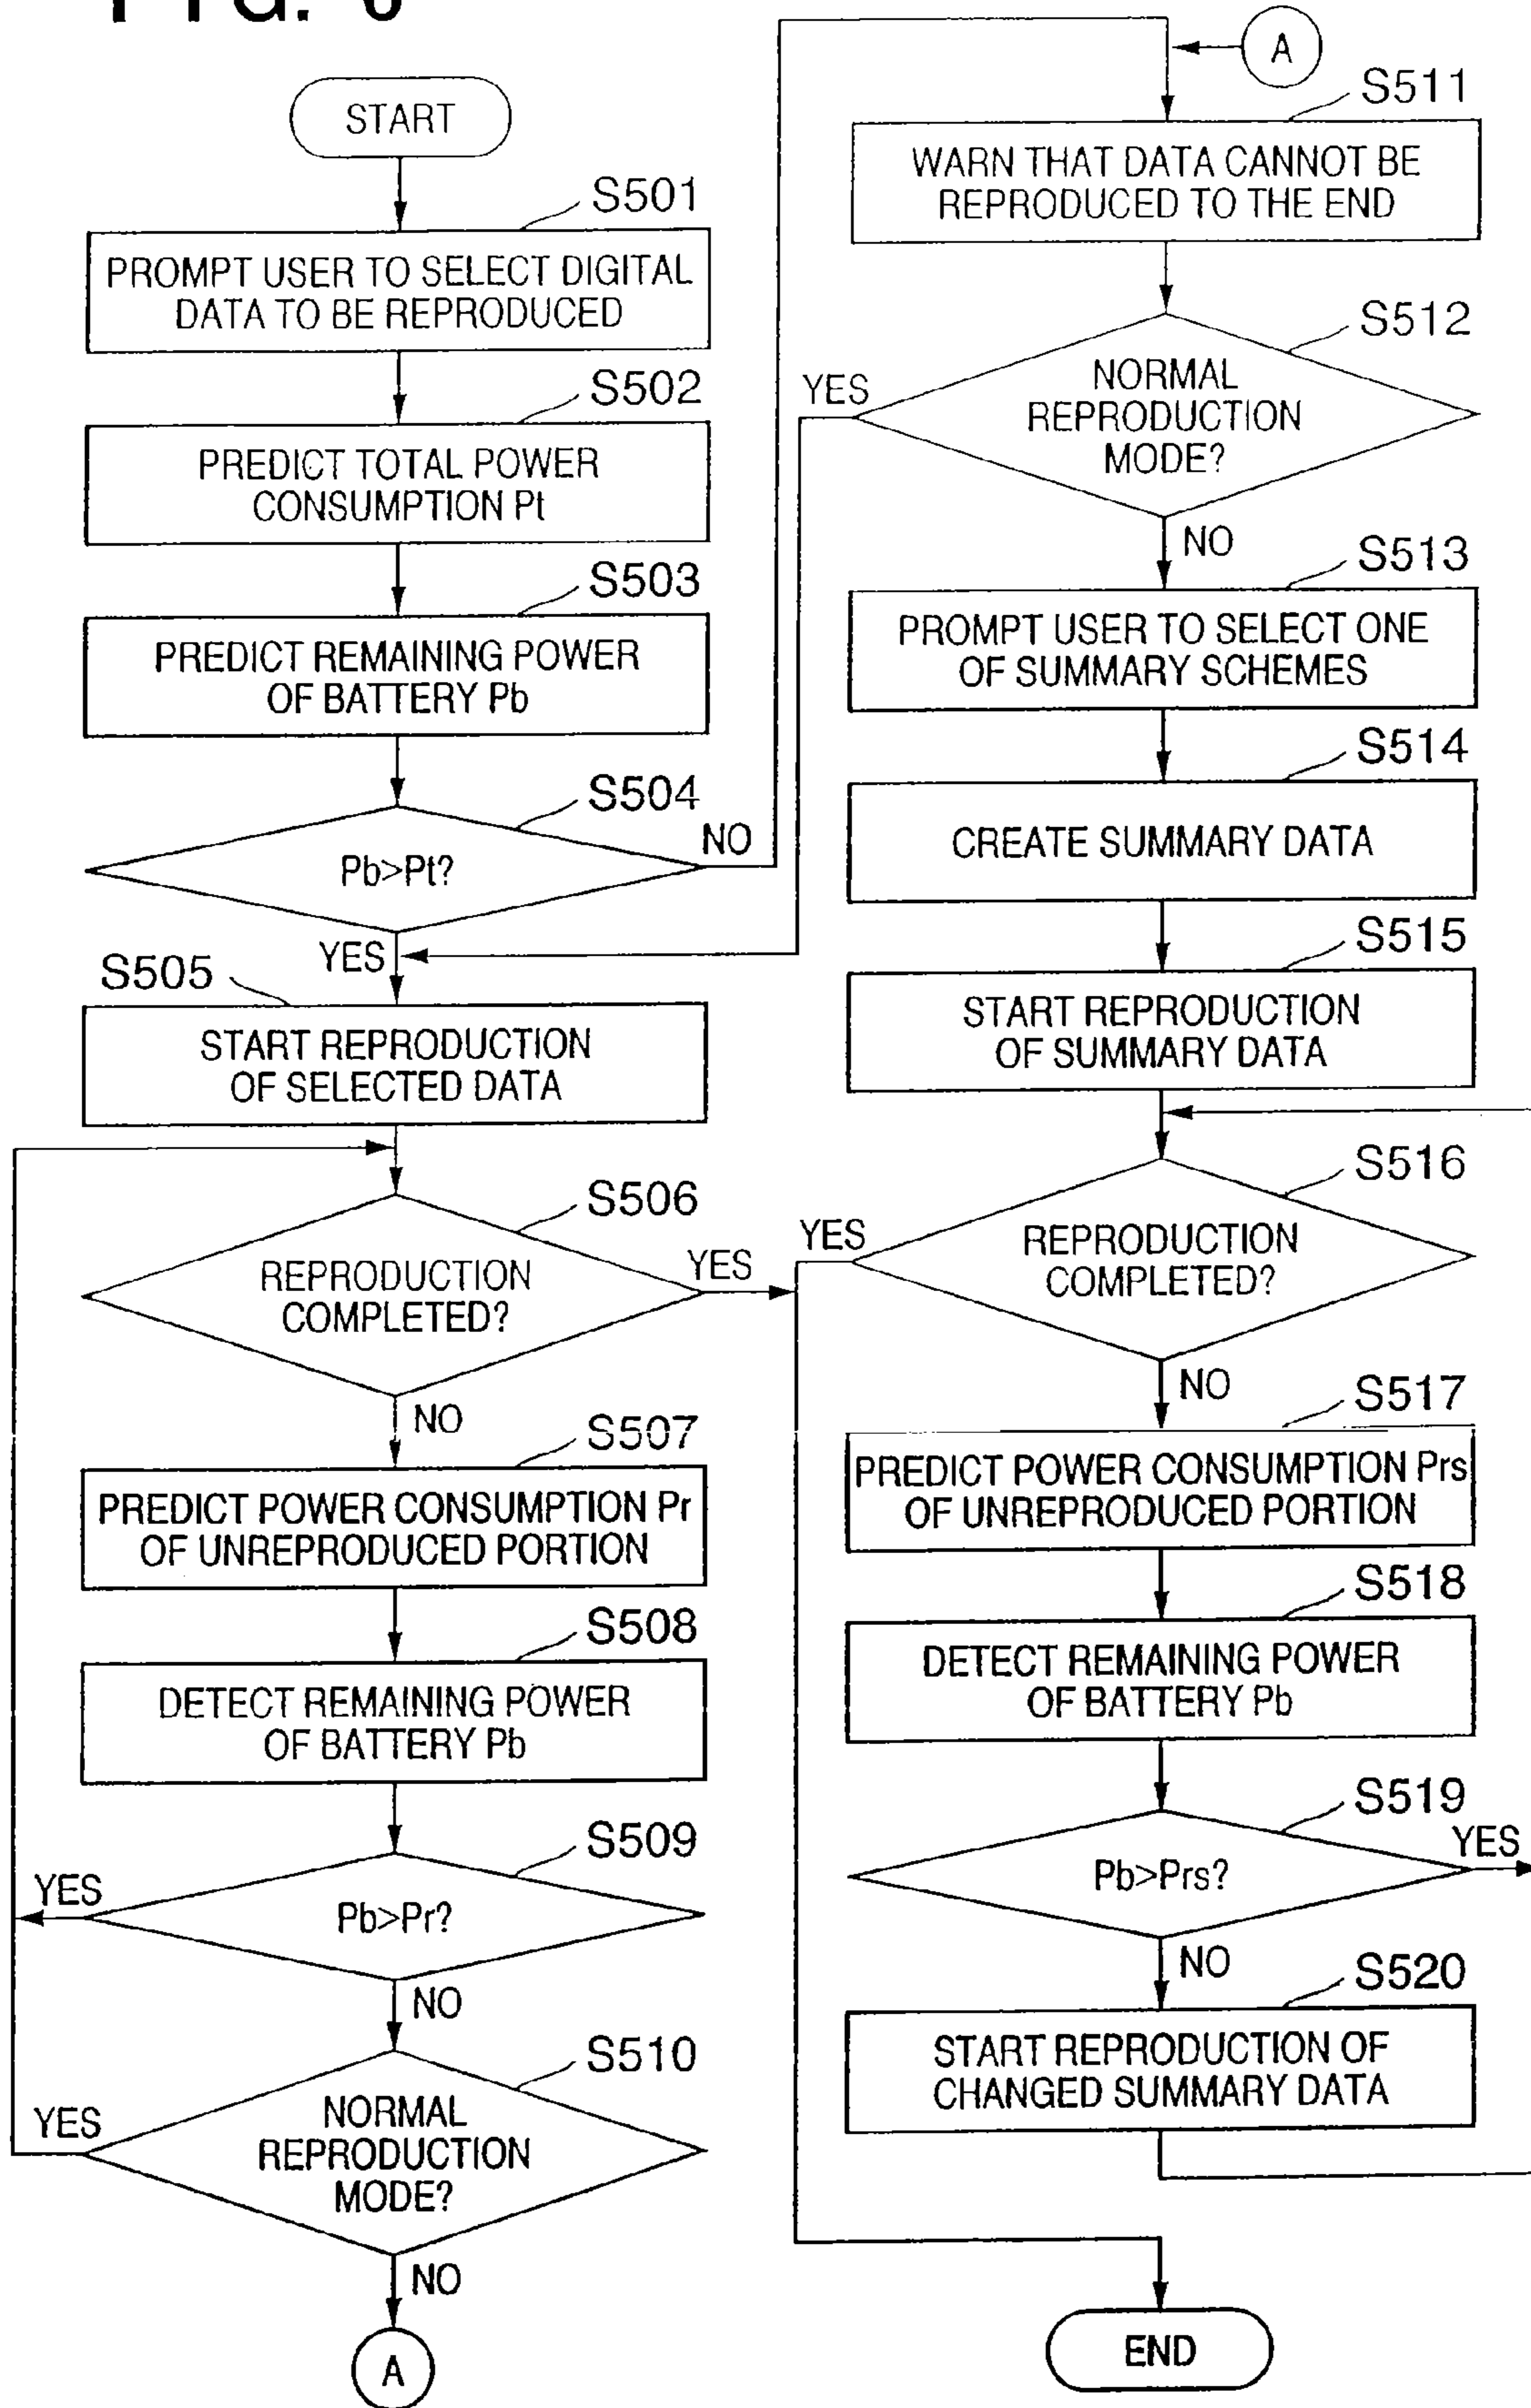 START
S501
PROMPT USER TO SELECT DIGITAL
DATA TO BE REPRODUCED
S502
PREDICT TOTAL POWER
CONSUMPTION Pt
S503
PREDICT REMAINING POWER
OF BATTERY Pb
S504
Pb>Pt?
NO
YES
S505
START REPRODUCTION
OF SELECTED DATA
S506
REPRODUCTION
COMPLETED?
YES
NO
S507
PREDICT POWER CONSUMPTION Pr
OF UNREPRODUCED PORTION
S508
DETECT REMAINING POWER
OF BATTERY Pb
S509
YES
Pb>Pr?
NO
S510
YES
NORMAL
REPRODUCTION
MODE?
NO
A
A
S511
WARN THAT DATA CANNOT BE
REPRODUCED TO THE END
S512
YES
NORMAL
REPRODUCTION
MODE?
NO
S513
PROMPT USER TO SELECT ONE
OF SUMMARY SCHEMES
S514
CREATE SUMMARY DATA
S515
START REPRODUCTION
OF SUMMARY DATA
S516
YES
REPRODUCTION
COMPLETED?
NO
S517
PREDICT POWER CONSUMPTION Prs
OF UNREPRODUCED PORTION
S518
DETECT REMAINING POWER
OF BATTERY Pb
S519
YES
Pb>Prs?
NO
S520
START REPRODUCTION OF
CHANGED SUMMARY DATA
END